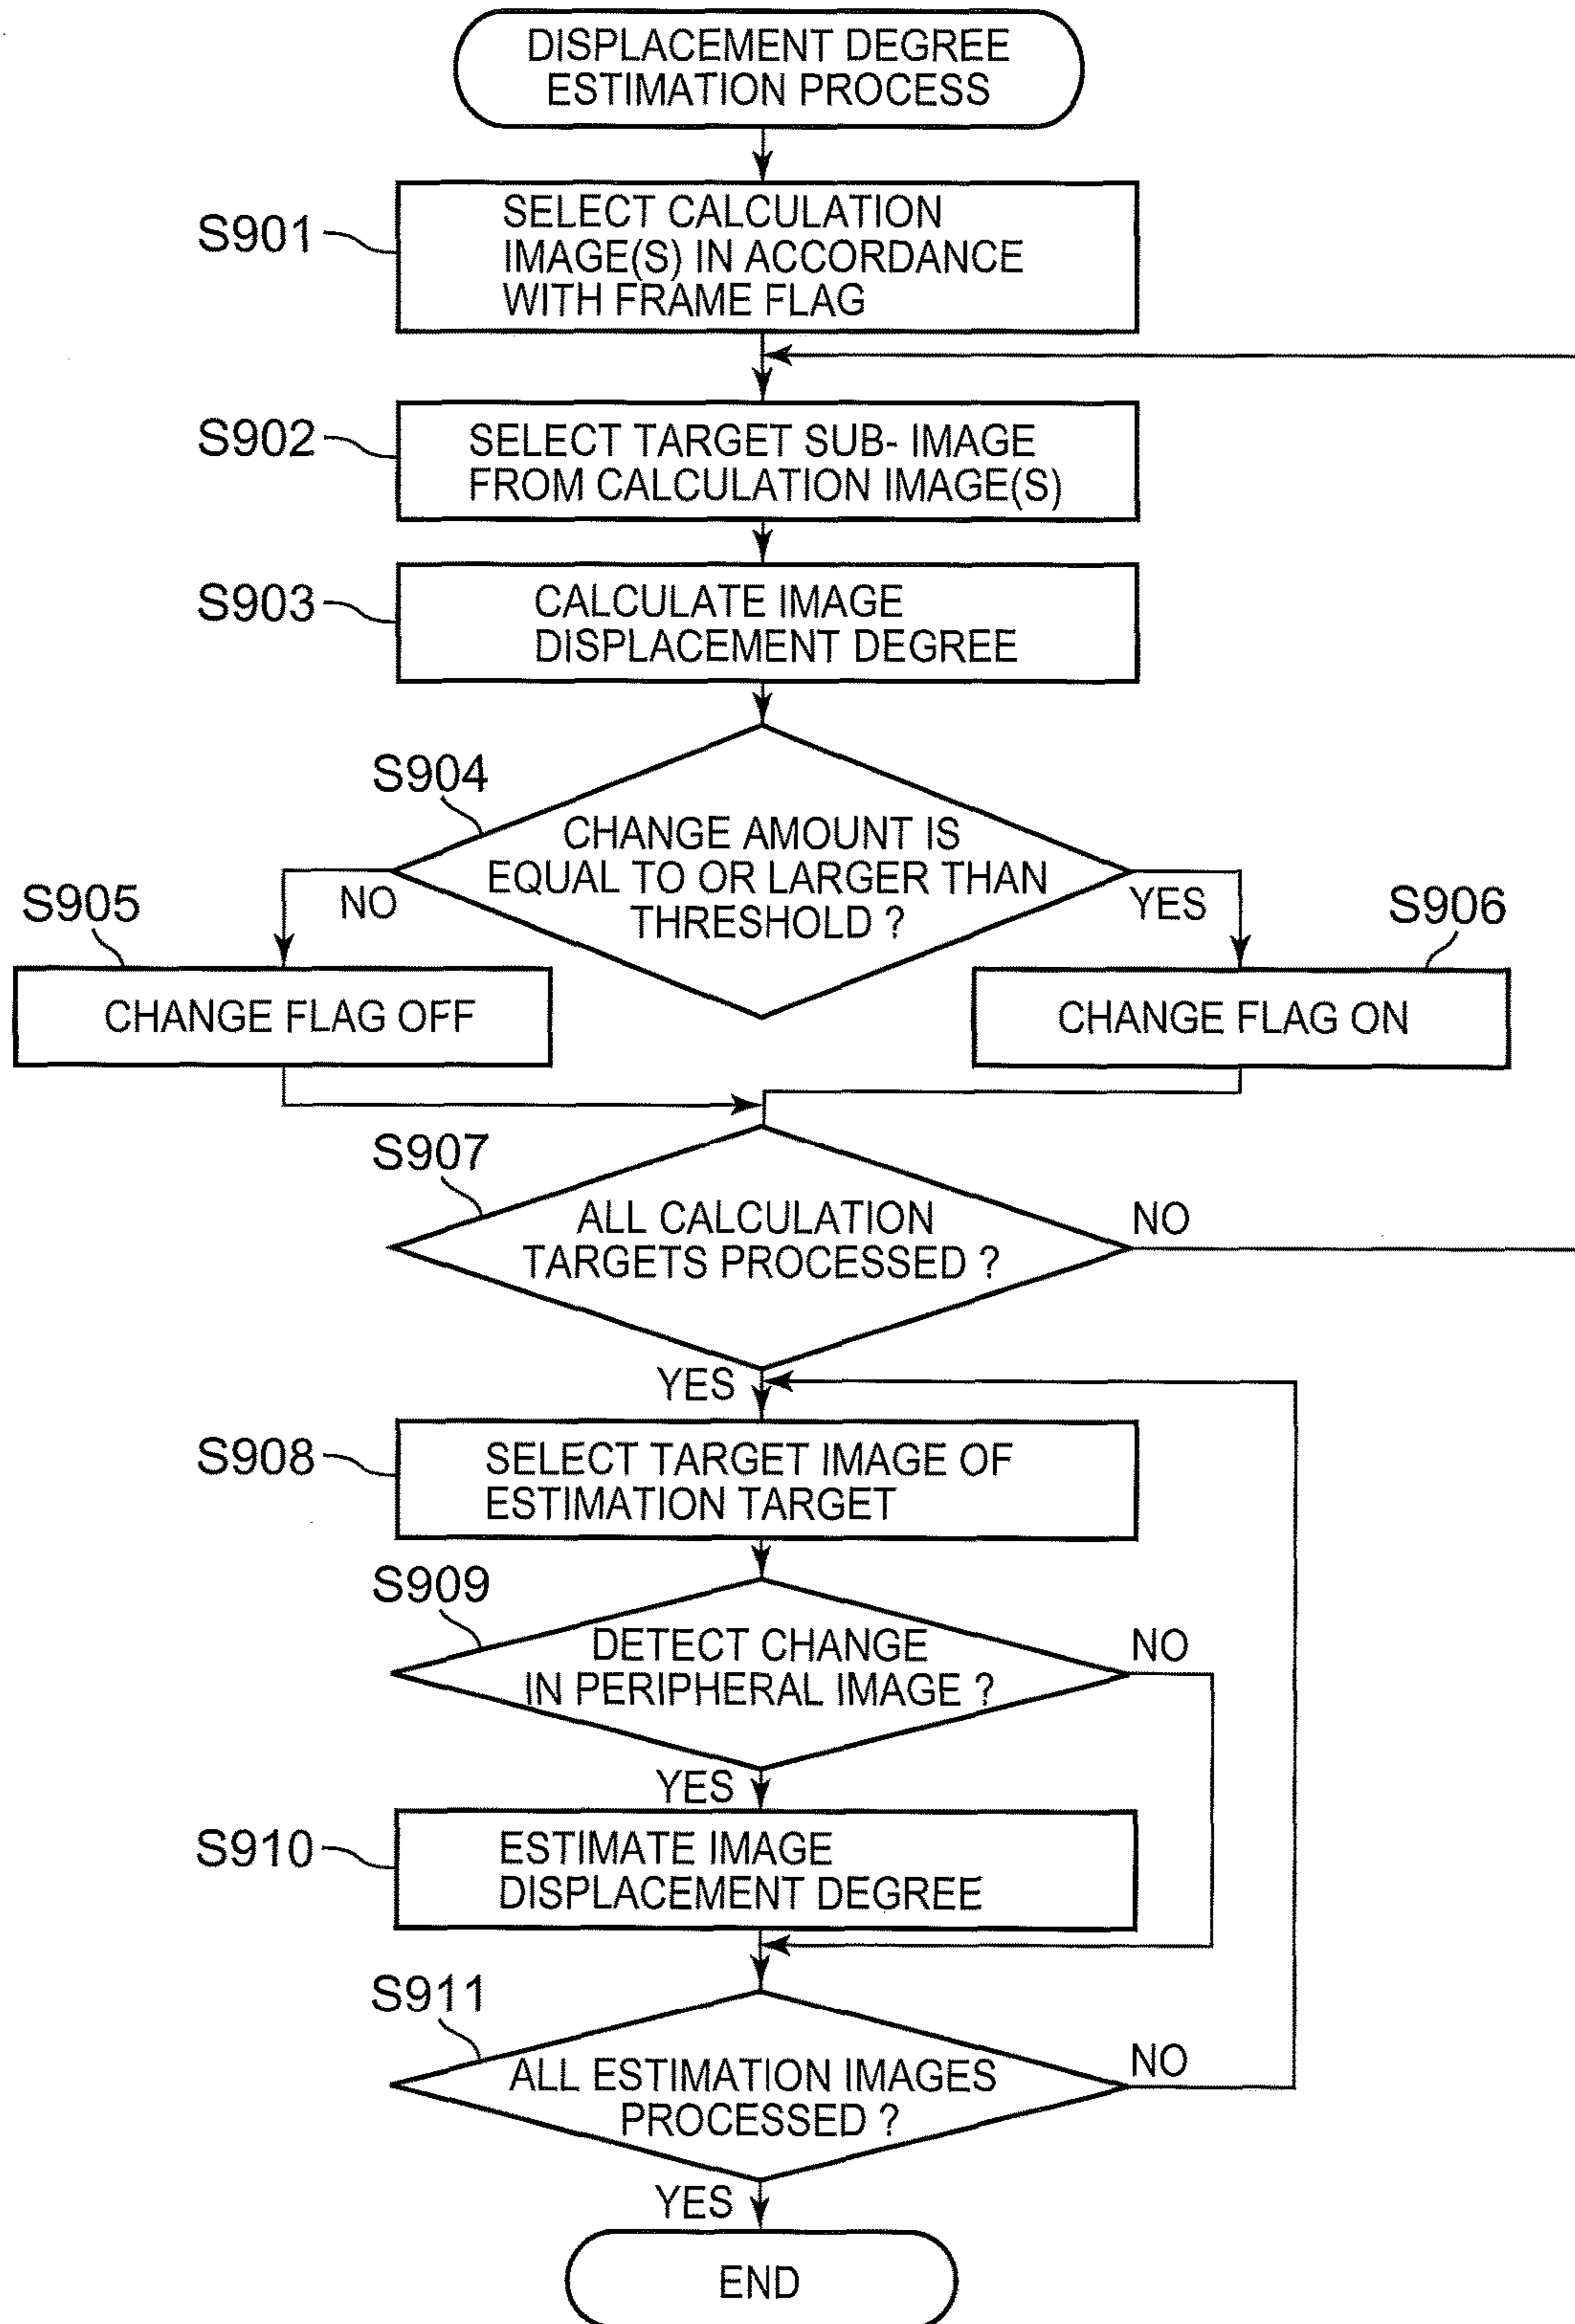 DISPLACEMENT DEGREE
ESTIMATION PROCESS
S901
SELECT CALCULATION
IMAGE(S) IN ACCORDANCE
WITH FRAME FLAG
S902
SELECT TARGET SUB- IMAGE
FROM CALCULATION IMAGE(S)
S903
CALCULATE IMAGE
DISPLACEMENT DEGREE
S904
CHANGE AMOUNT IS
EQUAL TO OR LARGER THAN
THRESHOLD ?
NO
YES
S905
CHANGE FLAG OFF
S906
CHANGE FLAG ON
S907
ALL CALCULATION
TARGETS PROCESSED ?
NO
YES
S908
SELECT TARGET IMAGE OF
ESTIMATION TARGET
S909
DETECT CHANGE
IN PERIPHERAL IMAGE ?
NO
YES
S910
ESTIMATE IMAGE
DISPLACEMENT DEGREE
S911
ALL ESTIMATION IMAGES
PROCESSED ?
NO
YES
END